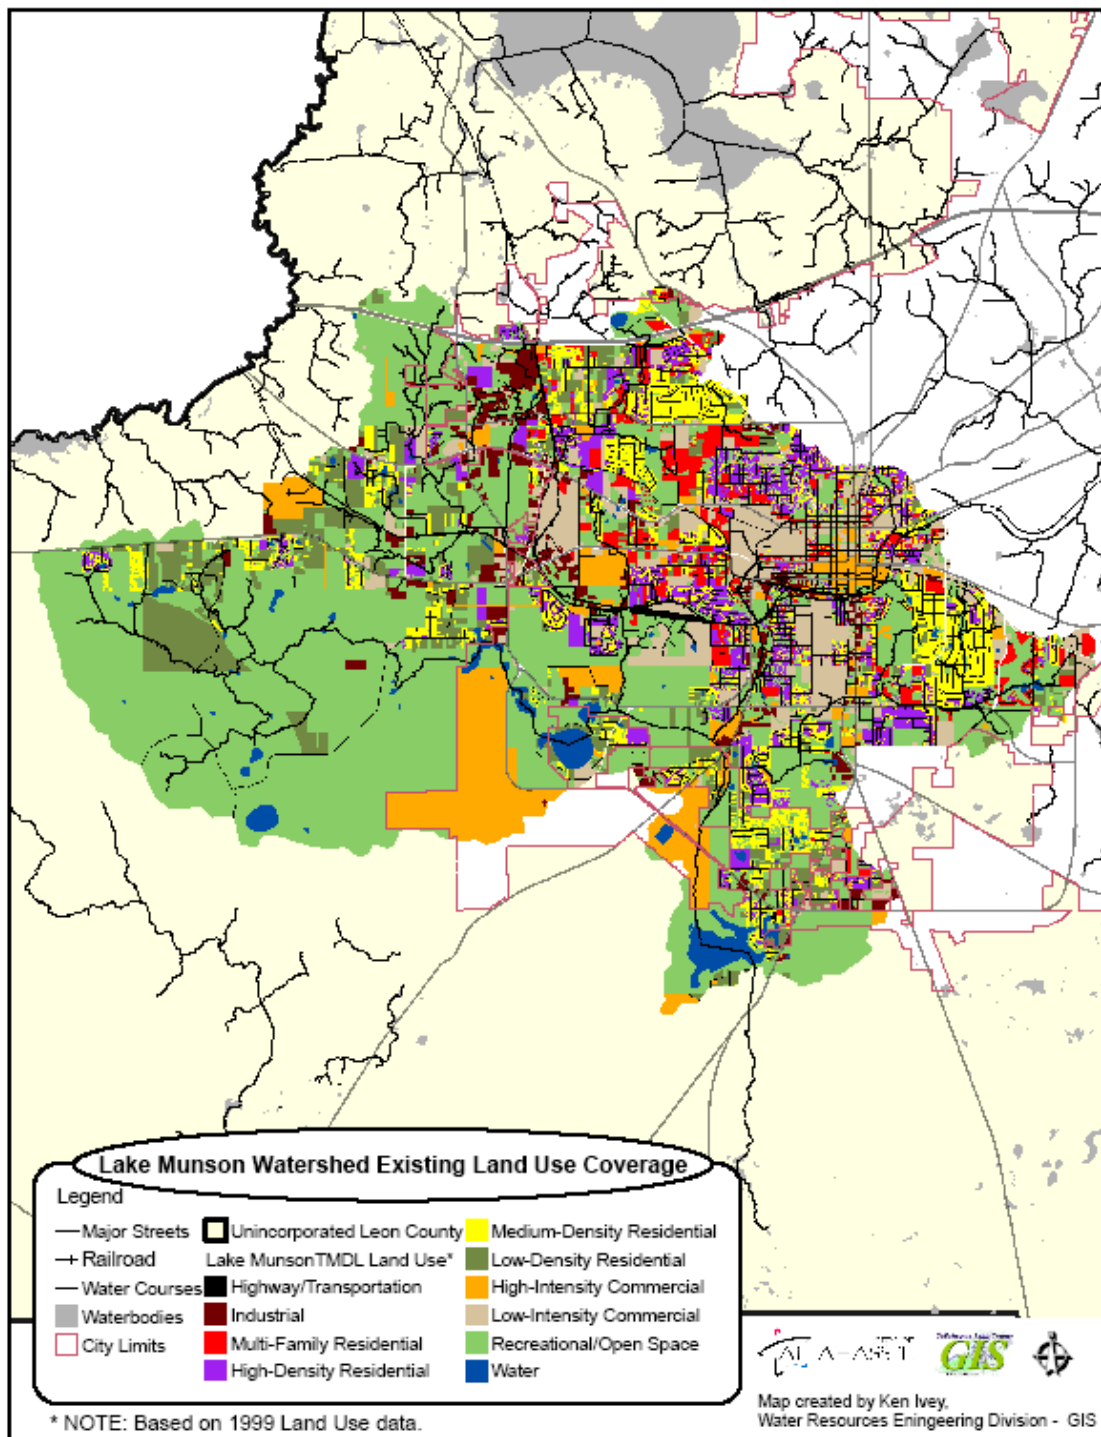 Lake Munson Watershed Existing Land Use Coverage
Legend
Major Streets
Railroad
Water Courses
Waterbodies
City Limits
Unincorporated Leon County
Lake MunsonTMDL Land Use*
Highway/Transportation
Industrial
Multi-Family Residential
High-Density Residential
Medium-Density Residential
Low-Density Residential
High-Intensity Commercial
Low-Intensity Commercial
Recreational/Open Space
Water
* NOTE: Based on 1999 Land Use data.
GIS
Map created by Ken Ivey,
Water Resources Eningeering Division - GIS